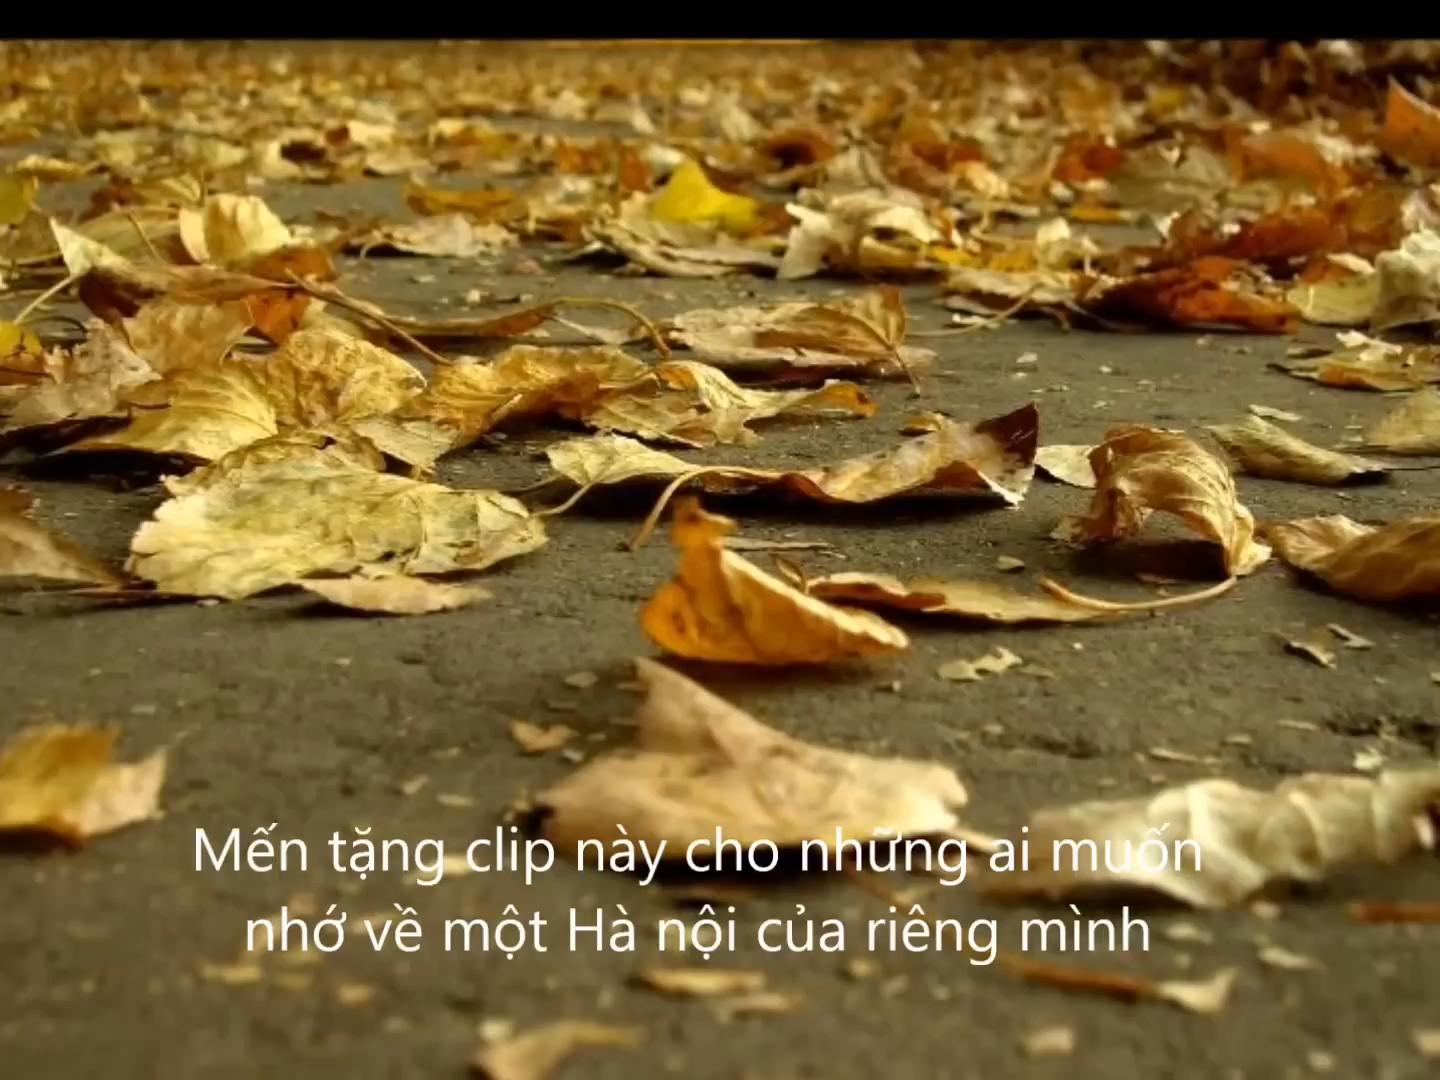 Mến tặng clip này cho những ai muốn
nhớ về một Hà nội của riêng mình